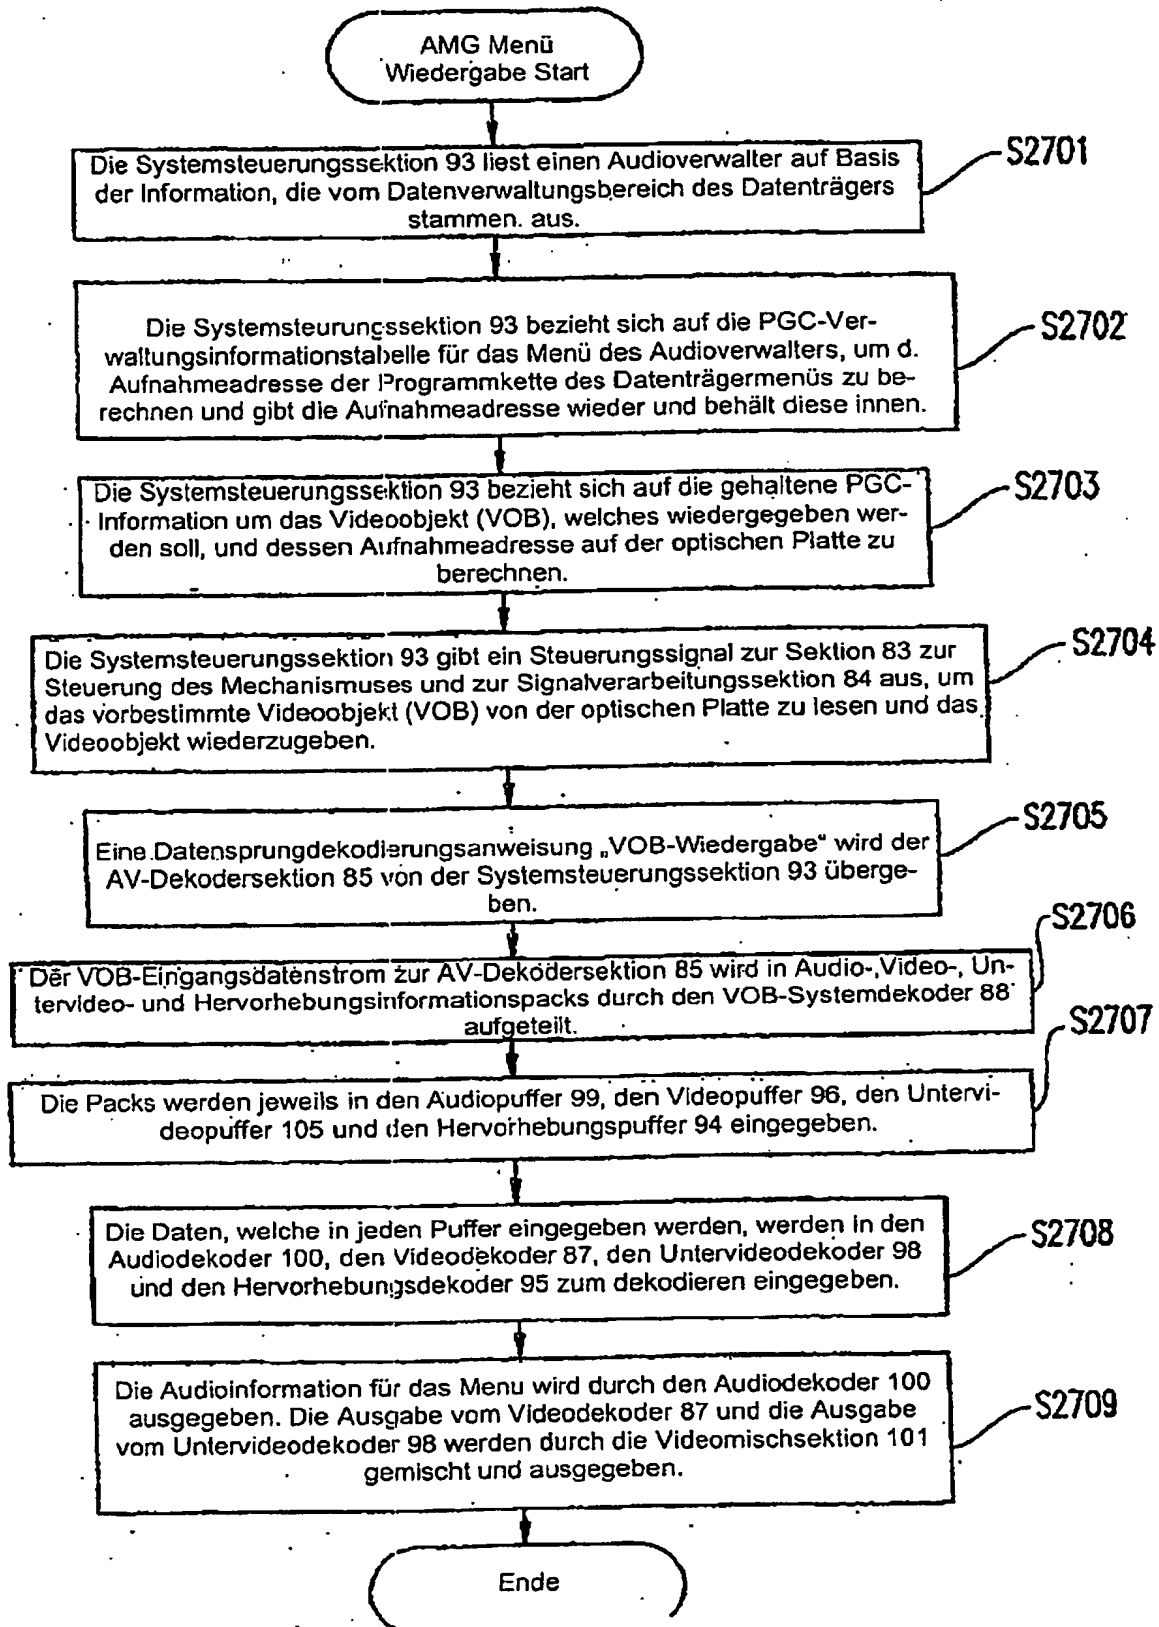 AMG Menü
Wiedergabe Start
Die Systemsteuerungssektion 93 liest einen Audioverwalter auf Basis
der Information, die vom Datenverwaltungsbereich des Datenträgers
stammen. aus.
S2701
Die Systemsteurungssektion 93 bezieht sich auf die PGC-Ver-
waltungsinformationstabelle für das Menü des Audioverwalters, um d.
Aufnahmeadresse der Programmkette des Datenträgermenüs zu be-
rechnen und gibt die Aufnahmeadresse wieder und behält diese innen.
S2702
Die Systemsteuerungssektion 93 bezieht sich auf die gehaltene PGC-
Information um das Videoobjekt (VOB), welches wiedergegeben wer-
den soll, und dessen Aufnahmeadresse auf der optischen Platte zu
berechnen.
S2703
Die Systemsteuerungssektion 93 gibt ein Steuerungssignal zur Sektion 83 zur
Steuerung des Mechanismuses und zur Signalverarbeitungssektion 84 aus, um
das vorbestimmte Videoobjekt (VOB) von der optischen Platte zu lesen und das
Videoobjekt wiederzugeben.
S2704
Eine Datensprungdekodierungsanweisung „VOB-Wiedergabe“ wird der
AV-Dekodersektion 85 von der Systemsteuerungssektion 93 überge-
ben.
S2705
Der VOB-Eingangsdatenstrom zur AV-Dekodersektion 85 wird in Audio-,Video-, Un-
tervideo- und Hervorhebungsinformationspacks durch den VOB-Systemdekoder 88
aufgeteilt.
S2706
Die Packs werden jeweils in den Audiopuffer 99, den Videopuffer 96, den Untervi-
deopuffer 105 und den Hervorhebungspuffer 94 eingegeben.
S2707
Die Daten, welche in jeden Puffer eingegeben werden, werden in den
Audiodekoder 100, den Videodekoder 87, den Untervideodekoder 98
und den Hervorhebungsdekoder 95 zum dekodieren eingegeben.
S2708
Die Audioinformation für das Menu wird durch den Audiodekoder 100
ausgegeben. Die Ausgabe vom Videodekoder 87 und die Ausgabe
vom Untervideodekoder 98 werden durch die Videomischsektion 101
gemischt und ausgegeben.
S2709
Ende